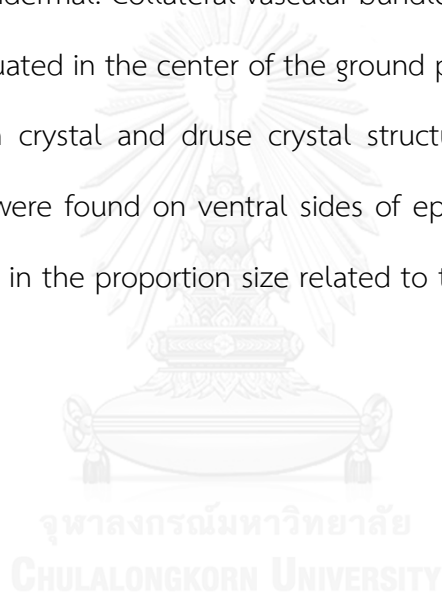 dermal. Collateral vascular bundle
uated in the center of the ground p
crystal and druse crystal struct
were found on ventral sides of ep
in the proportion size related to t
จุฬาลงกรณ์มหาวิทยาลัย
CHULALONGKORN UNIVERSITY